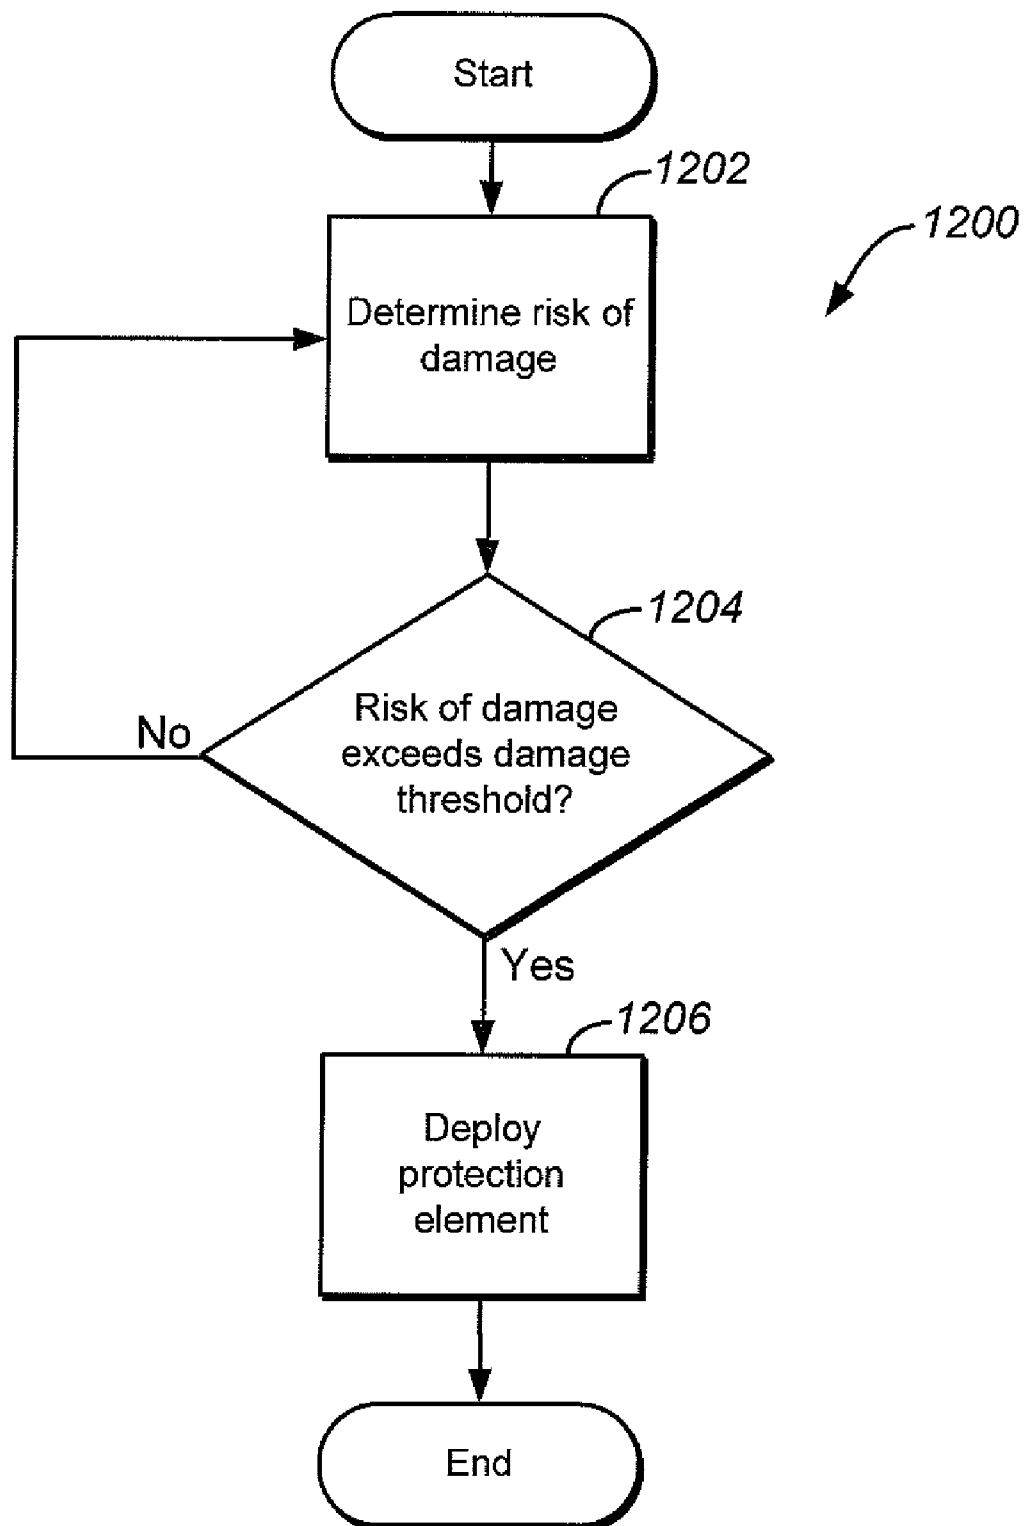 Start
1202
1200
Determine risk of
damage
1204
Risk of damage
exceeds damage
threshold?
No
Yes
1206
Deploy
protection
element
End